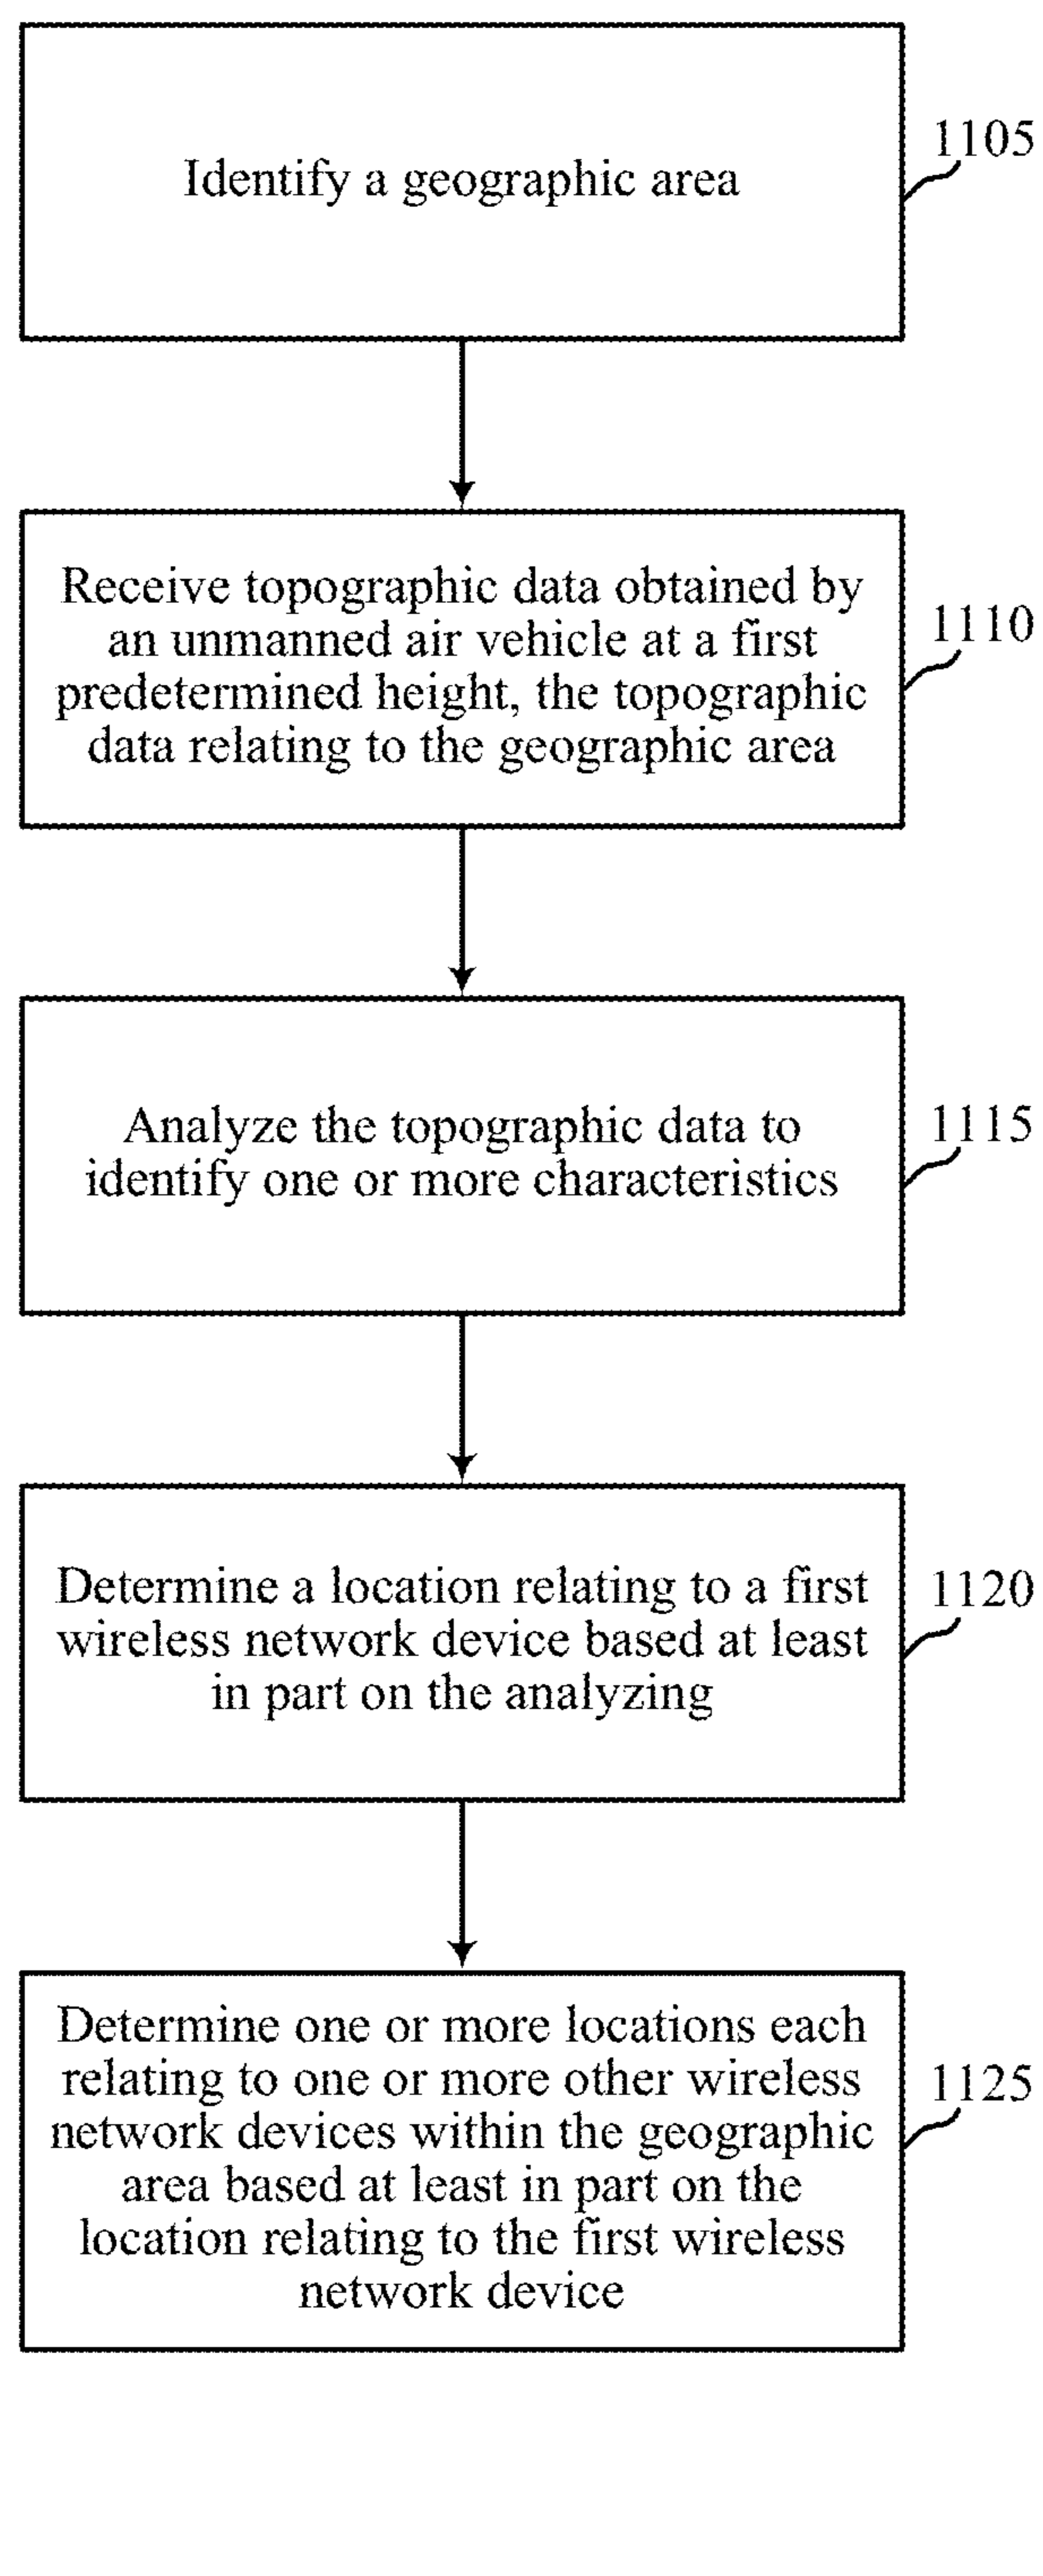 Identify a geographic area
1105
Receive topographic data obtained by
an unmanned air vehicle at a first
predetermined height, the topographic
data relating to the geographic area
1110
Analyze the topographic data to
identify one or more characteristics
1115
Determine a location relating to a first
wireless network device based at least
in part on the analyzing
1120
Determine one or more locations each
relating to one or more other wireless
network devices within the geographic
area based at least in part on the
location relating to the first wireless
network device
1125